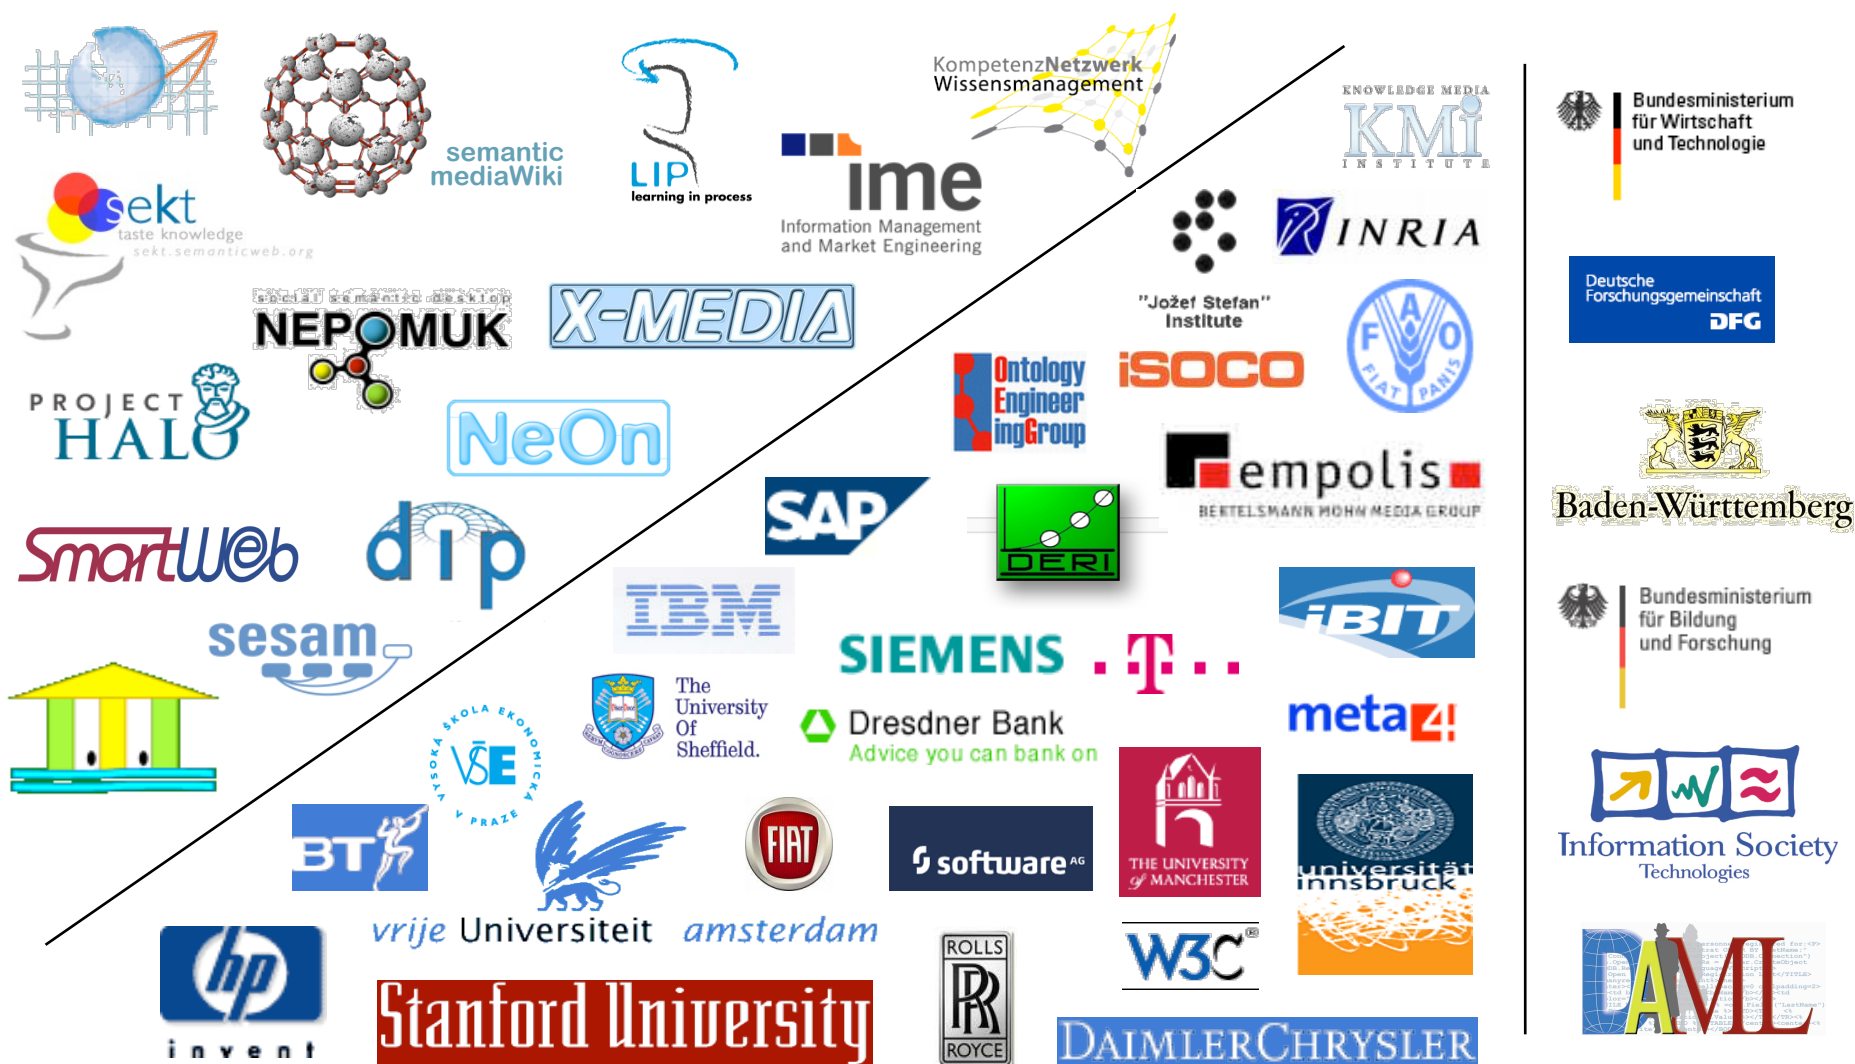 semantic
mediaWiki
LIP
learning in process
KompetenzNetzwerk
Wissensmanagement
ime
Information Management
and Market Engineering
KNOWLEDGE MEDIA
KMi
INSTITUTE
sekt
taste knowledge
sekt.semanticweb.org
social semantic desktop
NEPOMUK
X-MEDIA
"Jožef Stefan"
Institute
INRIA
FAO
FIAT PANIS
PROJECT
HALO
NeOn
Ontology
Engineer
ingGroup
iSOCO
empolis
BERTELSMANN MOHN MEDIA GROUP
SmartWeb
dip
SAP
DERI
IBM
iBIT
sesam
SIEMENS
T
The
University
Of
Sheffield.
Dresdner Bank
Advice you can bank on
meta4!
VYSOKÁ ŠKOLA EKONOMICKÁ
VŠE
V PRAZE
BT
FIAT
software AG
THE UNIVERSITY
of MANCHESTER
universität
innsbruck
vrije Universiteit amsterdam
hp
invent
Stanford University
ROLLS
RR
ROYCE
W3C®
DAIMLERCHRYSLER
Bundesministerium
für Wirtschaft
und Technologie
Deutsche
Forschungsgemeinschaft
DFG
Baden-Württemberg
Bundesministerium
für Bildung
und Forschung
Information Society
Technologies
DAML